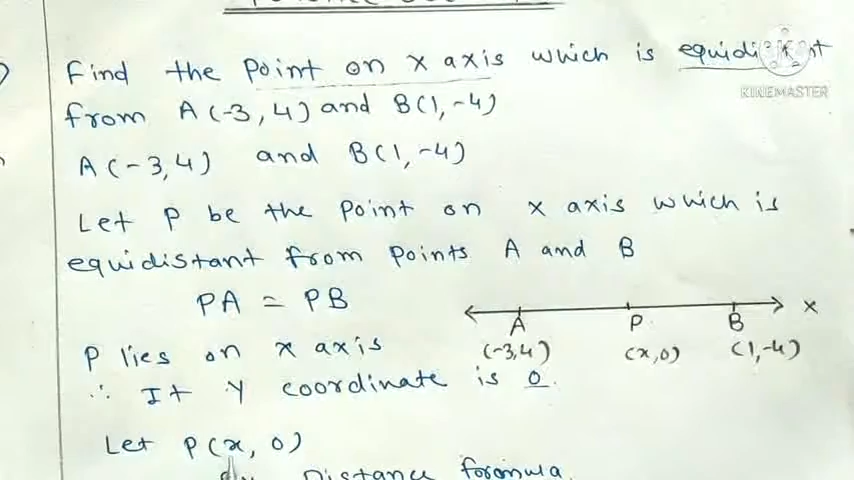 Find the point on x axis which is equidistant
KINEMASTER
from A(-3,4) and B(1,-4)
A(-3,4) and B(1,-4)
Let P be the point on x axis which is
equidistant from points A and B
PA = PB
A P B X
(-3,4) (x,0) (1,-4)
P lies on x axis
∴ It y coordinate is 0.
Let P(x,0)
Distance formula.